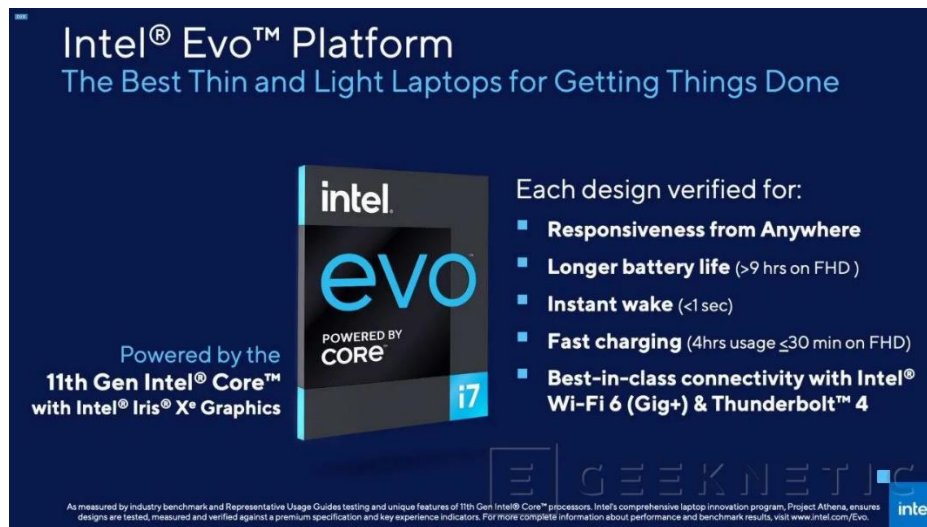 Intel® Evo™ Platform
The Best Thin and Light Laptops for Getting Things Done
intel.
evo
POWERED BY
CORE™
i7
Powered by the
11th Gen Intel® Core™
with Intel® Iris® Xᵉ Graphics
Each design verified for:
Responsiveness from Anywhere
Longer battery life (>9 hrs on FHD )
Instant wake (<1 sec)
Fast charging (4hrs usage ≤30 min on FHD)
Best-in-class connectivity with Intel®
Wi-Fi 6 (Gig+) & Thunderbolt™ 4
GEEKNETIC
As measured by industry benchmark and Representative Usage Guides testing and unique features of 11th Gen Intel® Core™ processors. Intel's comprehensive laptop innovation program, Project Athena, ensures
designs are tested, measured and verified against a premium specification and key experience indicators. For more complete information about performance and benchmark results, visit www.intel.com/Evo.
inte